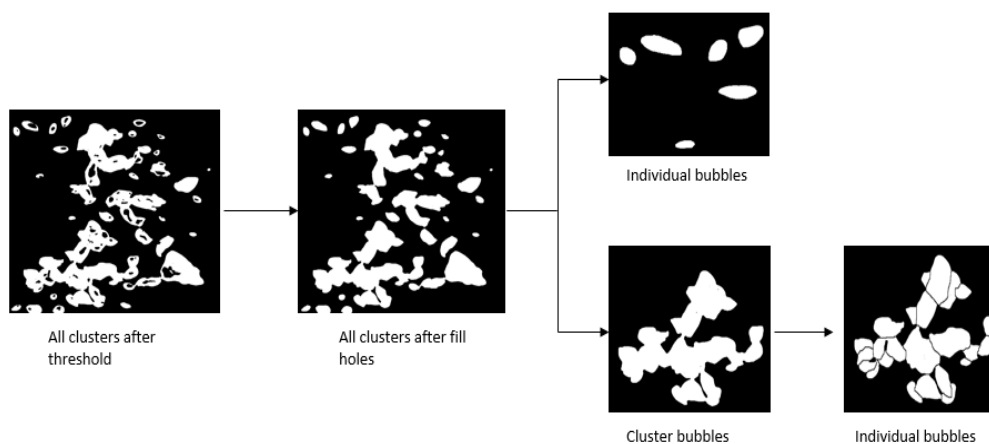 Individual bubbles
All clusters after
threshold
All clusters after fill
holes
Cluster bubbles
Individual bubbles